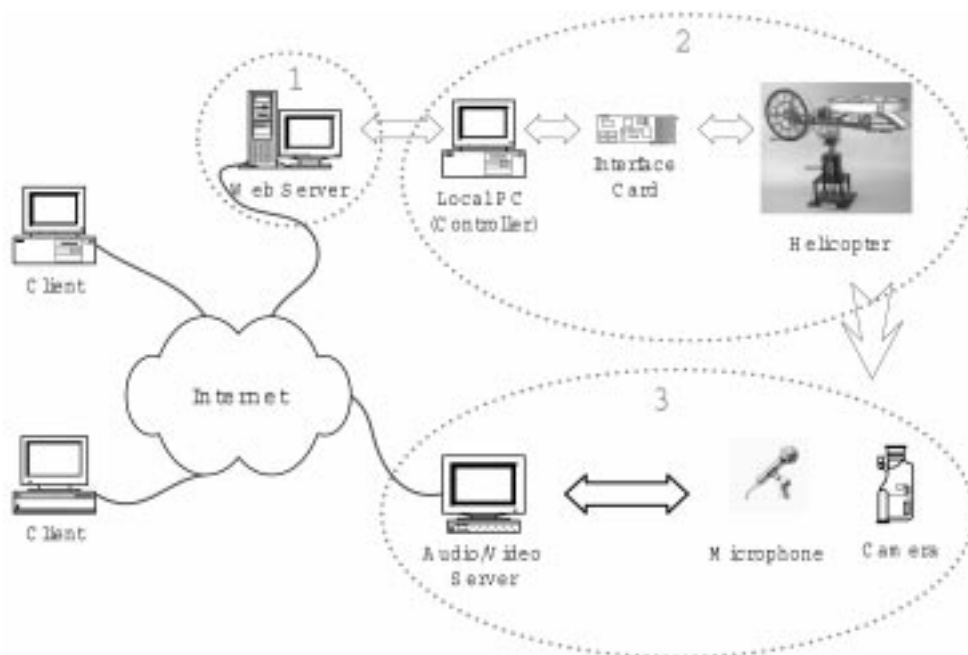 1
2
Web Server
Local PC
(Controller)
Interface
Card
Helicopter
Client
Internet
Client
3
Audio/Video
Server
Microphone
Camera